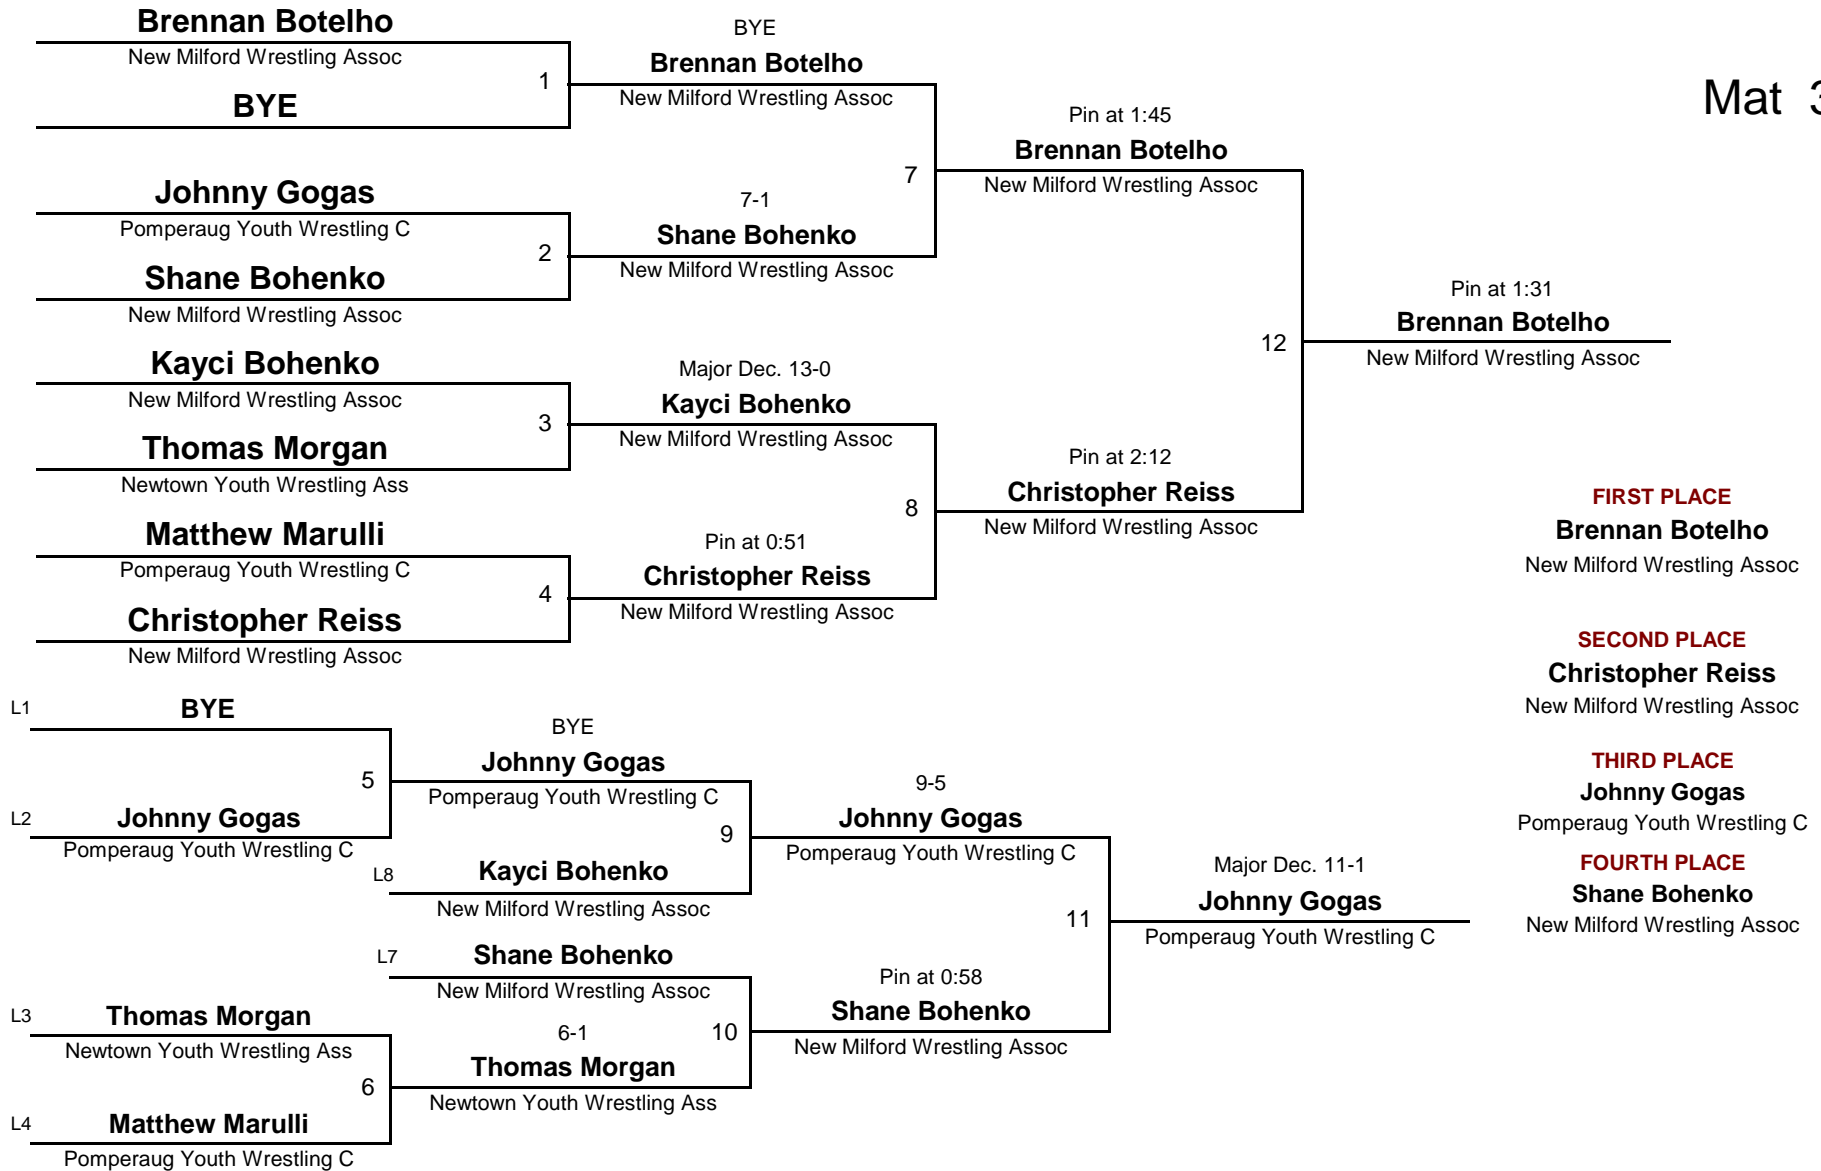 Brennan Botelho
New Milford Wrestling Assoc
1
BYE
BYE
Brennan Botelho
New Milford Wrestling Assoc
Mat 3
Johnny Gogas
Pomperaug Youth Wrestling C
2
Shane Bohenko
New Milford Wrestling Assoc
7-1
Shane Bohenko
New Milford Wrestling Assoc
7
Pin at 1:45
Brennan Botelho
New Milford Wrestling Assoc
Kayci Bohenko
New Milford Wrestling Assoc
3
Thomas Morgan
Newtown Youth Wrestling Ass
Major Dec. 13-0
Kayci Bohenko
New Milford Wrestling Assoc
Matthew Marulli
Pomperaug Youth Wrestling C
4
Christopher Reiss
New Milford Wrestling Assoc
Pin at 0:51
Christopher Reiss
New Milford Wrestling Assoc
8
Pin at 2:12
Christopher Reiss
New Milford Wrestling Assoc
12
Pin at 1:31
Brennan Botelho
New Milford Wrestling Assoc
FIRST PLACE
Brennan Botelho
New Milford Wrestling Assoc
SECOND PLACE
Christopher Reiss
New Milford Wrestling Assoc
THIRD PLACE
Johnny Gogas
Pomperaug Youth Wrestling C
FOURTH PLACE
Shane Bohenko
New Milford Wrestling Assoc
L1 BYE
5
L2 Johnny Gogas
Pomperaug Youth Wrestling C
BYE
Johnny Gogas
Pomperaug Youth Wrestling C
9
L8 Kayci Bohenko
New Milford Wrestling Assoc
9-5
Johnny Gogas
Pomperaug Youth Wrestling C
L7 Shane Bohenko
New Milford Wrestling Assoc
10
L3 Thomas Morgan
Newtown Youth Wrestling Ass
6
L4 Matthew Marulli
Pomperaug Youth Wrestling C
6-1
Thomas Morgan
Newtown Youth Wrestling Ass
Pin at 0:58
Shane Bohenko
New Milford Wrestling Assoc
11
Major Dec. 11-1
Johnny Gogas
Pomperaug Youth Wrestling C